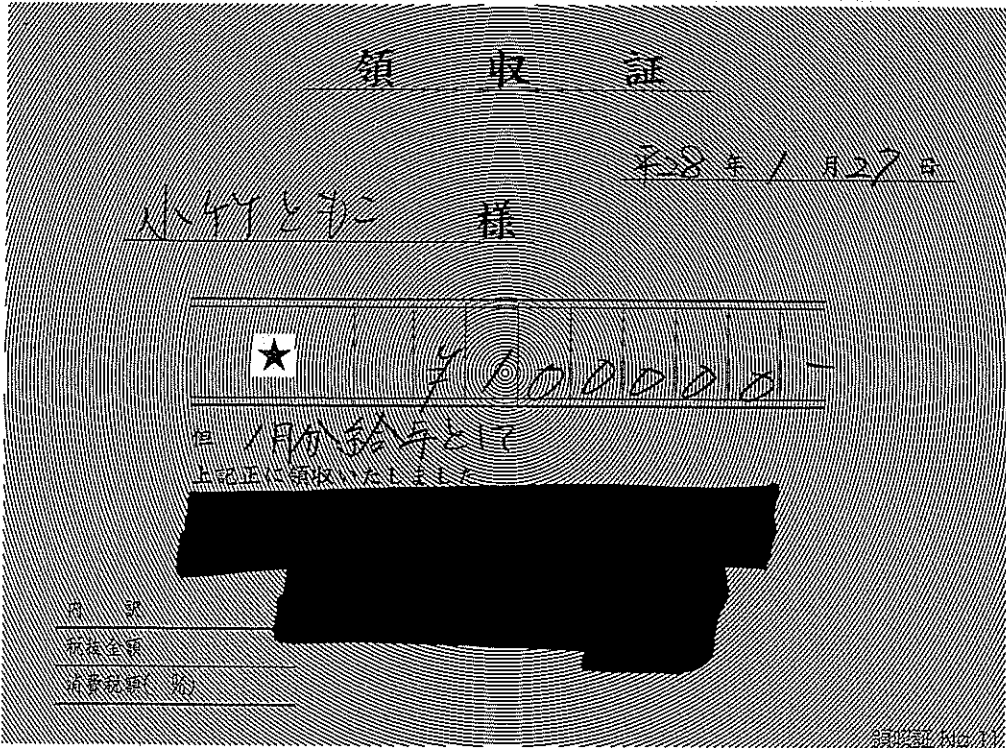 領収証
平28年1月27日
小竹ともこ 様
★ ¥100000-
但 1月分給与として
上記正に領収いたしました
内訳
税抜金額
消費税額( %)